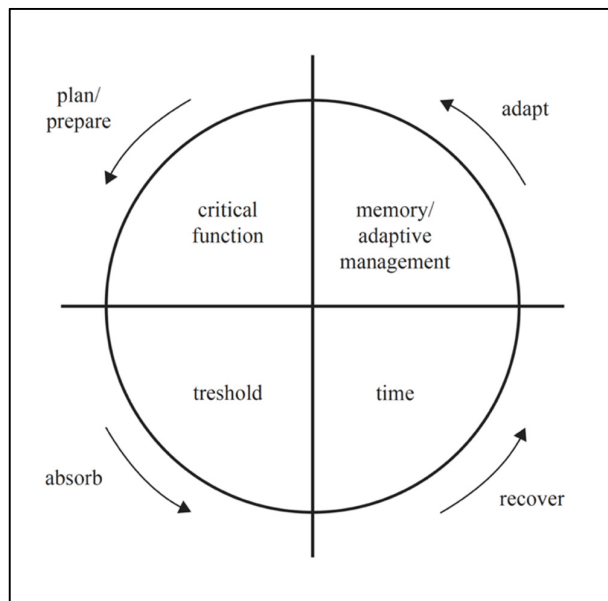 plan/
prepare
adapt
critical
function
memory/
adaptive
management
treshold
time
absorb
recover